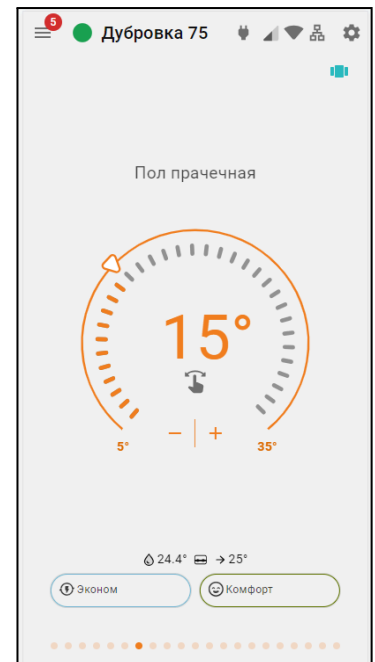 5
Дубровка 75
Пол прачечная
15°
− | +
5°
35°
24.4° → 25°
Эконом
Комфорт